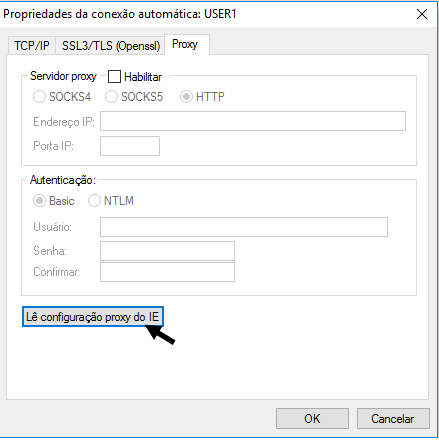 Propriedades da conexão automática: USER1
TCP/IP SSL3/TLS (Openssl) Proxy
Servidor proxy Habilitar
SOCKS4 SOCKS5 HTTP
Endereço IP:
Porta IP:
Autenticação:
Basic NTLM
Usuário:
Senha:
Confirmar:
Lê configuração proxy do IE
OK Cancelar